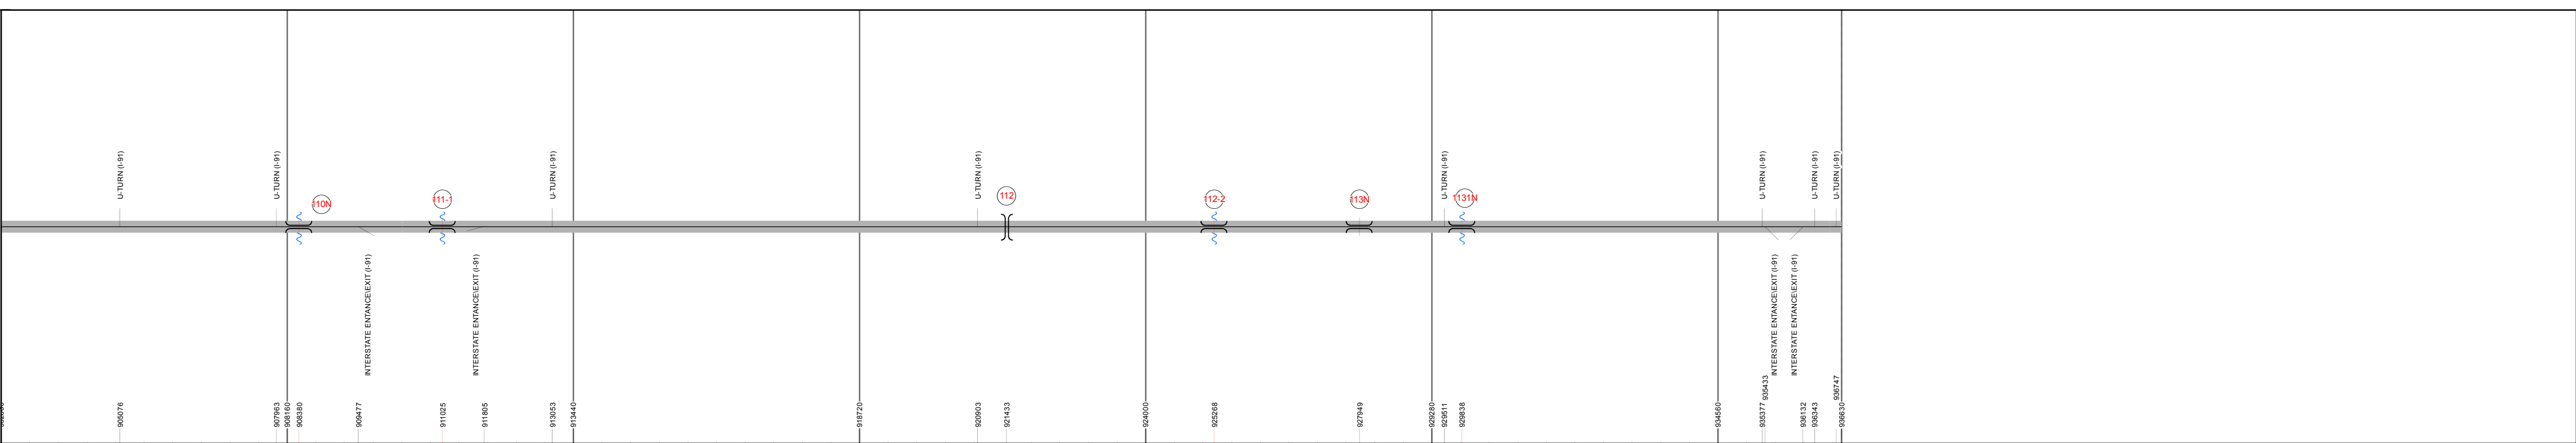 U-TURN (I-91)
U-TURN (I-91)
U-TURN (I-91)
U-TURN (I-91)
U-TURN (I-91)
U-TURN (I-91)
U-TURN (I-91)
U-TURN (I-91)
110N
111-1
112
112-2
113N
1131N
INTERSTATE ENTANCE\EXIT (I-91)
INTERSTATE ENTANCE\EXIT (I-91)
INTERSTATE ENTANCE\EXIT (I-91)
INTERSTATE ENTANCE\EXIT (I-91)
905076
907963
908160
908380
909477
911025
911805
913053
913440
918720
920903
921433
924000
925268
927949
929280
929511
929838
934560
935377
935433
936132
936343
936747
936630